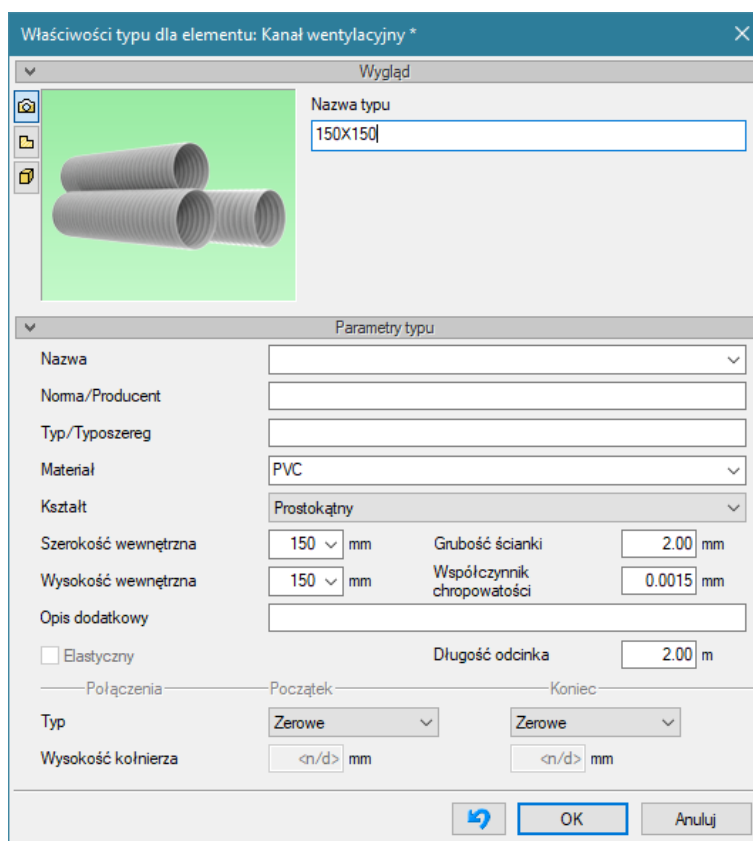 Właściwości typu dla elementu: Kanał wentylacyjny *
Wygląd
Nazwa typu
150X150
Parametry typu
Nazwa
Norma/Producent
Typ/Typoszereg
Materiał PVC
Kształt Prostokątny
Szerokość wewnętrzna 150 mm Grubość ścianki 2.00 mm
Wysokość wewnętrzna 150 mm Współczynnik chropowatości 0.0015 mm
Opis dodatkowy
Elastyczny Długość odcinka 2.00 m
Połączenia Początek Koniec
Typ Zerowe Zerowe
Wysokość kołnierza <n/d> mm <n/d> mm
OK Anuluj